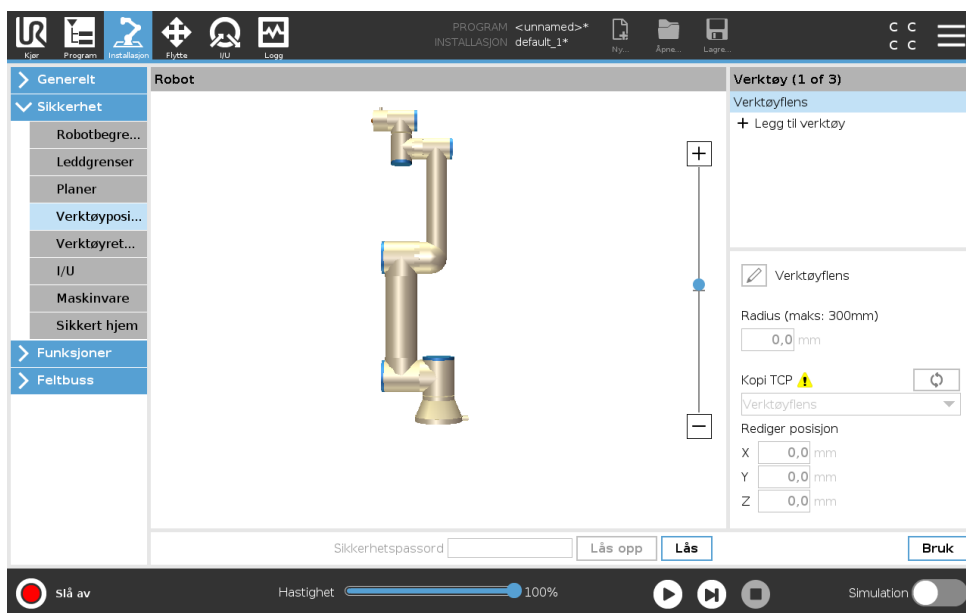 UR
PROGRAM <unnamed>*
INSTALLASJON default_1*
Kjør
Program
Installasjon
Flytte
I/U
Logg
Ny...
Åpne...
Lagre...
C C
C C
Generelt
Sikkerhet
Robotbegre...
Leddgrenser
Planer
Verktøyposi...
Verktøyret...
I/U
Maskinvare
Sikkert hjem
Funksjoner
Feltbuss
Robot
Verktøy (1 of 3)
Verktøyflens
+ Legg til verktøy
Verktøyflens
Radius (maks: 300mm)
0,0 mm
Kopi TCP
Verktøyflens
Rediger posisjon
X 0,0 mm
Y 0,0 mm
Z 0,0 mm
Sikkerhetspassord
Lås opp
Lås
Bruk
Slå av
Hastighet
100%
Simulation